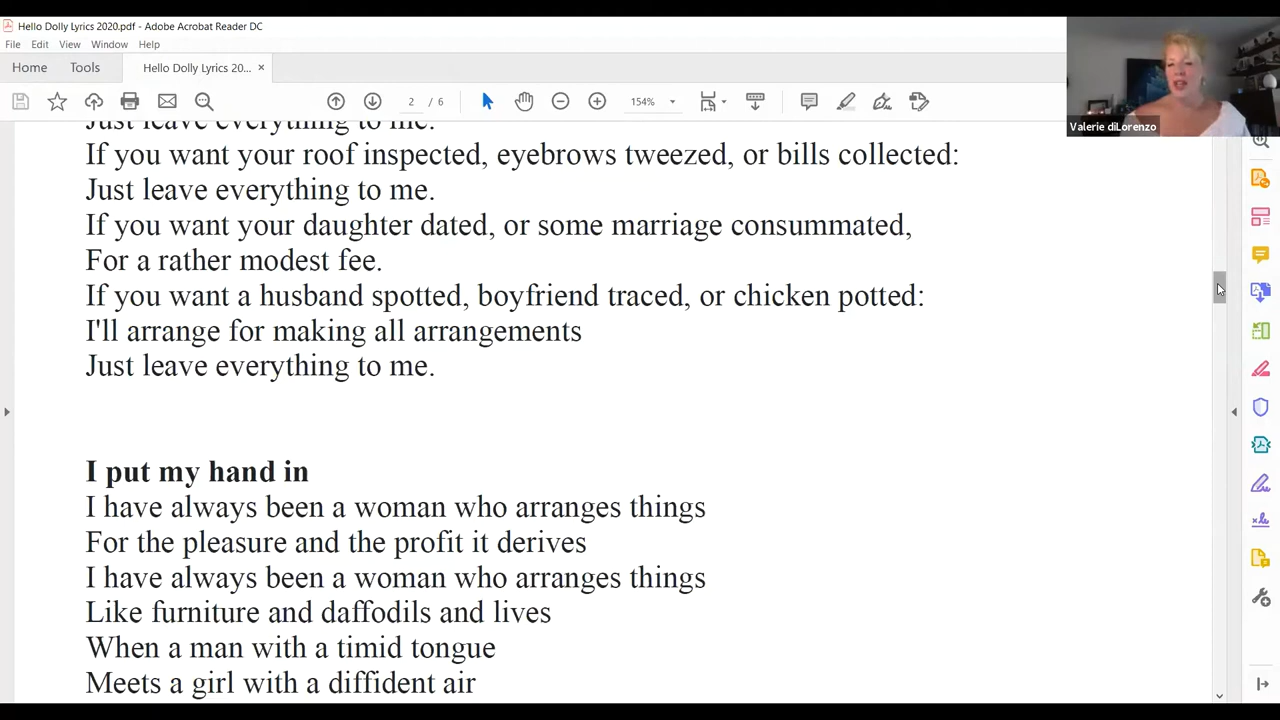 Hello Dolly Lyrics 2020.pdf - Adobe Acrobat Reader DC
File Edit View Window Help
Home Tools Hello Dolly Lyrics 20... ×
2 / 6 154%
Valerie diLorenzo
Just leave everything to me.
If you want your roof inspected, eyebrows tweezed, or bills collected:
Just leave everything to me.
If you want your daughter dated, or some marriage consummated,
For a rather modest fee.
If you want a husband spotted, boyfriend traced, or chicken potted:
I'll arrange for making all arrangements
Just leave everything to me.
I put my hand in
I have always been a woman who arranges things
For the pleasure and the profit it derives
I have always been a woman who arranges things
Like furniture and daffodils and lives
When a man with a timid tongue
Meets a girl with a diffident air